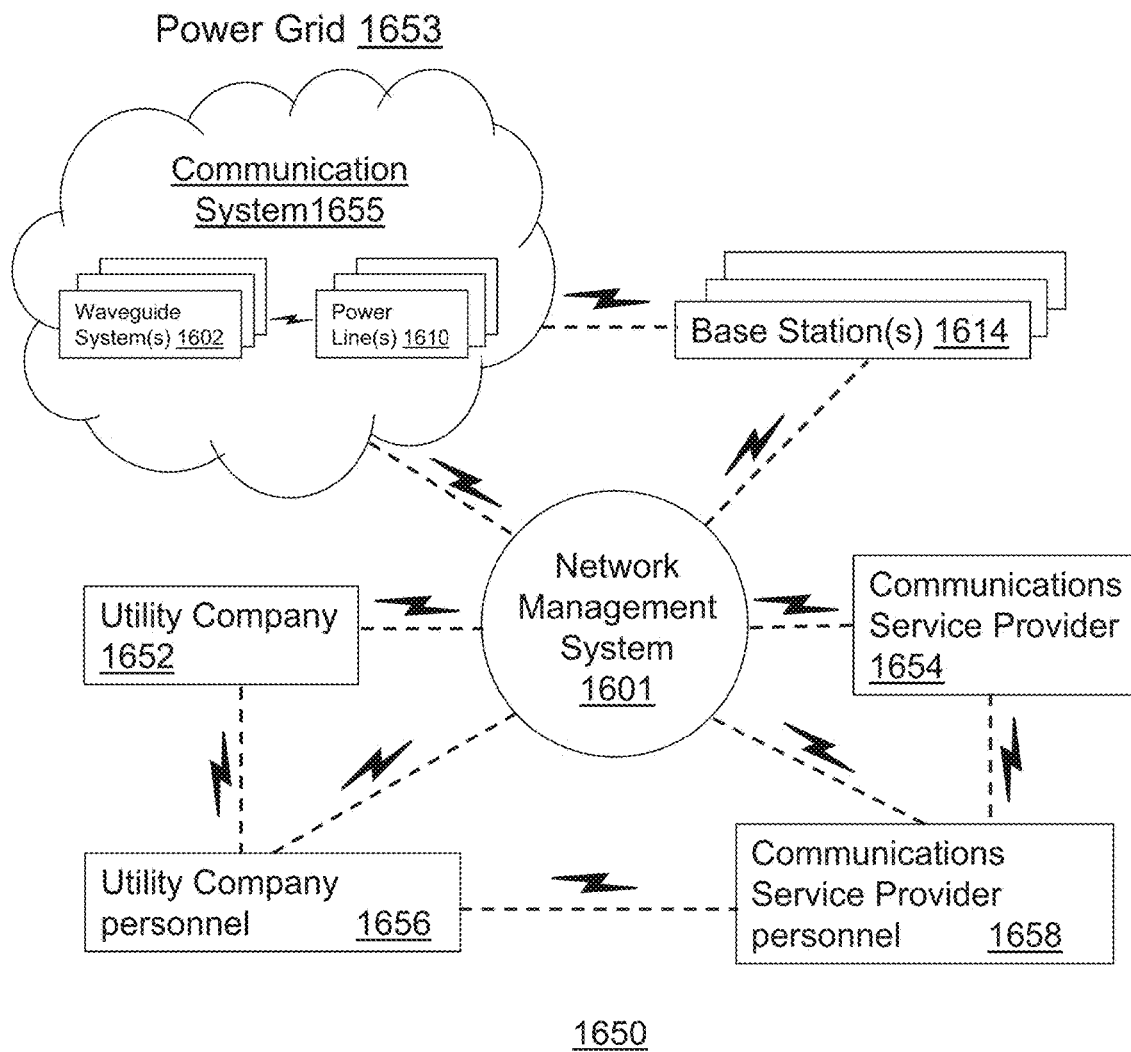 Power Grid 1653
Communication
System1655
Waveguide
System(s) 1602
Power
Line(s) 1610
Base Station(s) 1614
Network
Management
System
1601
Utility Company
1652
Communications
Service Provider
1654
Utility Company
personnel 1656
Communications
Service Provider
personnel 1658
1650